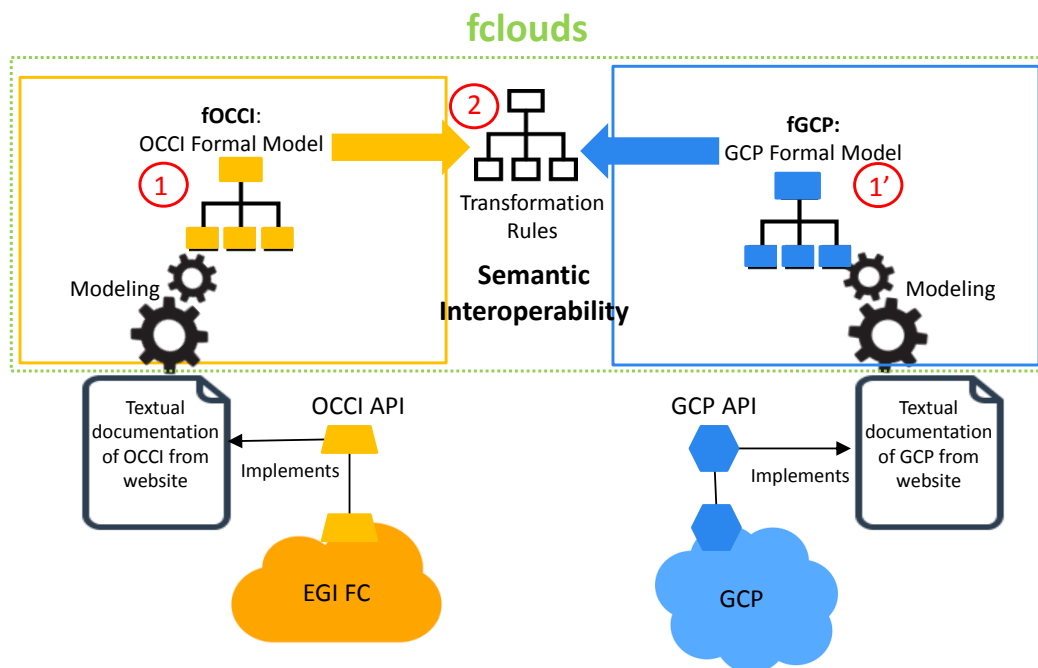 fclouds
fOCCI:
OCCI Formal Model
1
2
Transformation
Rules
Semantic
Interoperability
fGCP:
GCP Formal Model
1’
Modeling
Modeling
Textual
documentation
of OCCI from
website
OCCI API
Implements
EGI FC
GCP API
Implements
GCP
Textual
documentation
of GCP from
website